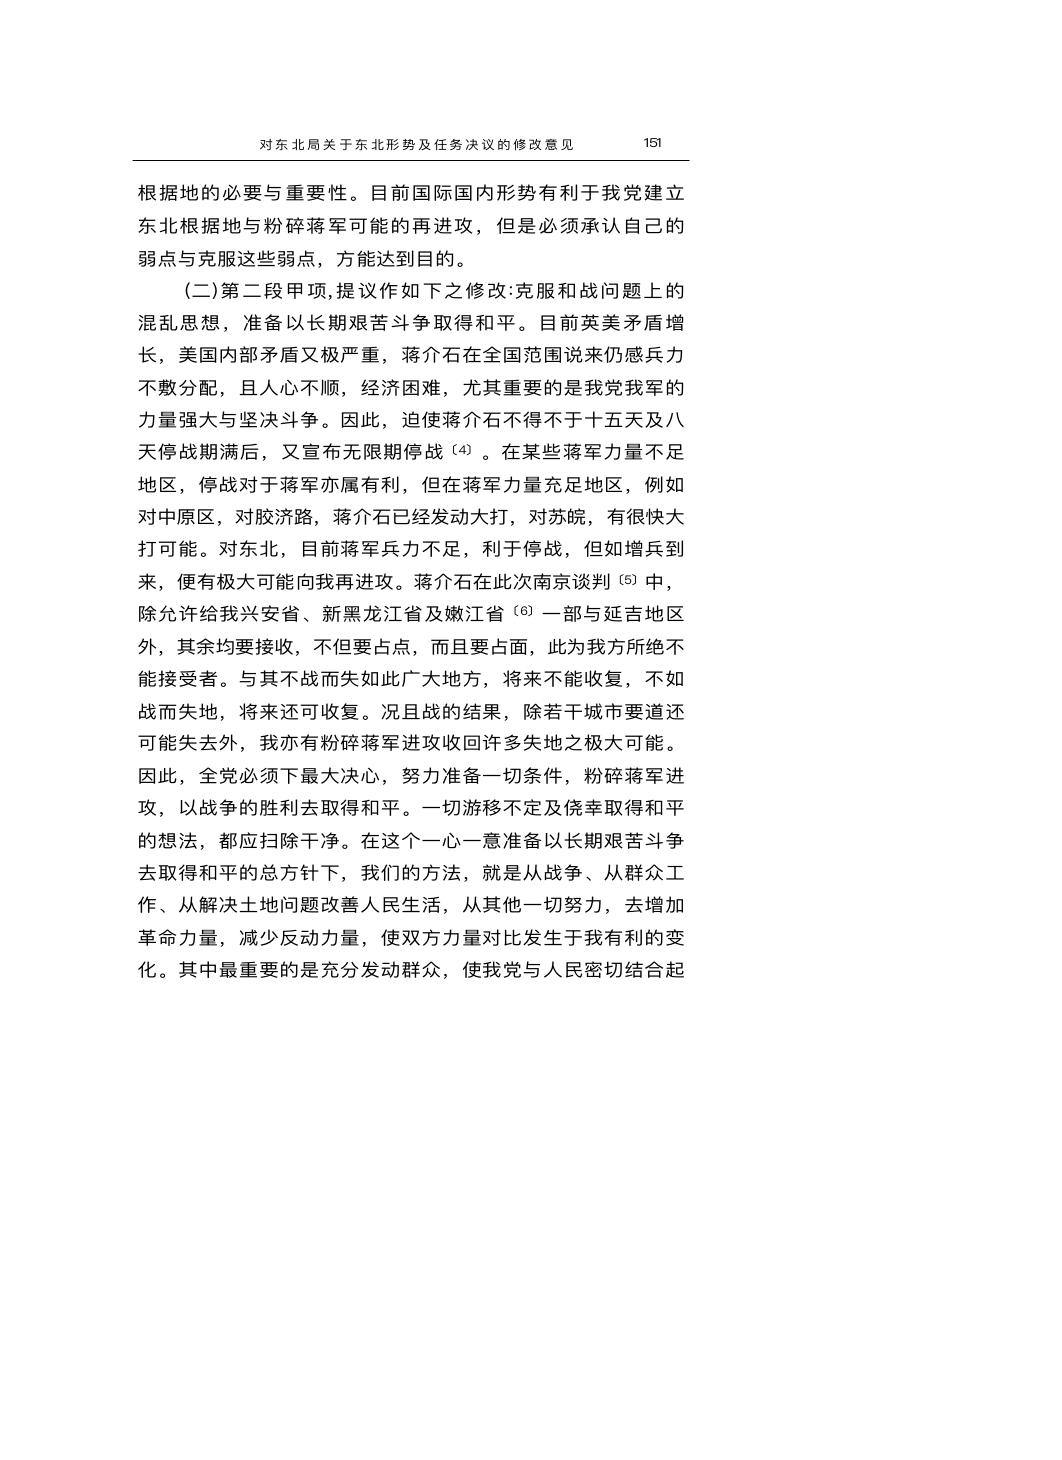 对东北局关于东北形势及任务决议的修改意见 151
根据地的必要与重要性。目前国际国内形势有利于我党建立
东北根据地与粉碎蒋军可能的再进攻，但是必须承认自己的
弱点与克服这些弱点，方能达到目的。
(二)第二段甲项,提议作如下之修改:克服和战问题上的
混乱思想，准备以长期艰苦斗争取得和平。目前英美矛盾增
长，美国内部矛盾又极严重，蒋介石在全国范围说来仍感兵力
不敷分配，且人心不顺，经济困难，尤其重要的是我党我军的
力量强大与坚决斗争。因此，迫使蒋介石不得不于十五天及八
天停战期满后，又宣布无限期停战〔4〕。在某些蒋军力量不足
地区，停战对于蒋军亦属有利，但在蒋军力量充足地区，例如
对中原区，对胶济路，蒋介石已经发动大打，对苏皖，有很快大
打可能。对东北，目前蒋军兵力不足，利于停战，但如增兵到
来，便有极大可能向我再进攻。蒋介石在此次南京谈判〔5〕中，
除允许给我兴安省、新黑龙江省及嫩江省〔6〕一部与延吉地区
外，其余均要接收，不但要占点，而且要占面，此为我方所绝不
能接受者。与其不战而失如此广大地方，将来不能收复，不如
战而失地，将来还可收复。况且战的结果，除若干城市要道还
可能失去外，我亦有粉碎蒋军进攻收回许多失地之极大可能。
因此，全党必须下最大决心，努力准备一切条件，粉碎蒋军进
攻，以战争的胜利去取得和平。一切游移不定及侥幸取得和平
的想法，都应扫除干净。在这个一心一意准备以长期艰苦斗争
去取得和平的总方针下，我们的方法，就是从战争、从群众工
作、从解决土地问题改善人民生活，从其他一切努力，去增加
革命力量，减少反动力量，使双方力量对比发生于我有利的变
化。其中最重要的是充分发动群众，使我党与人民密切结合起